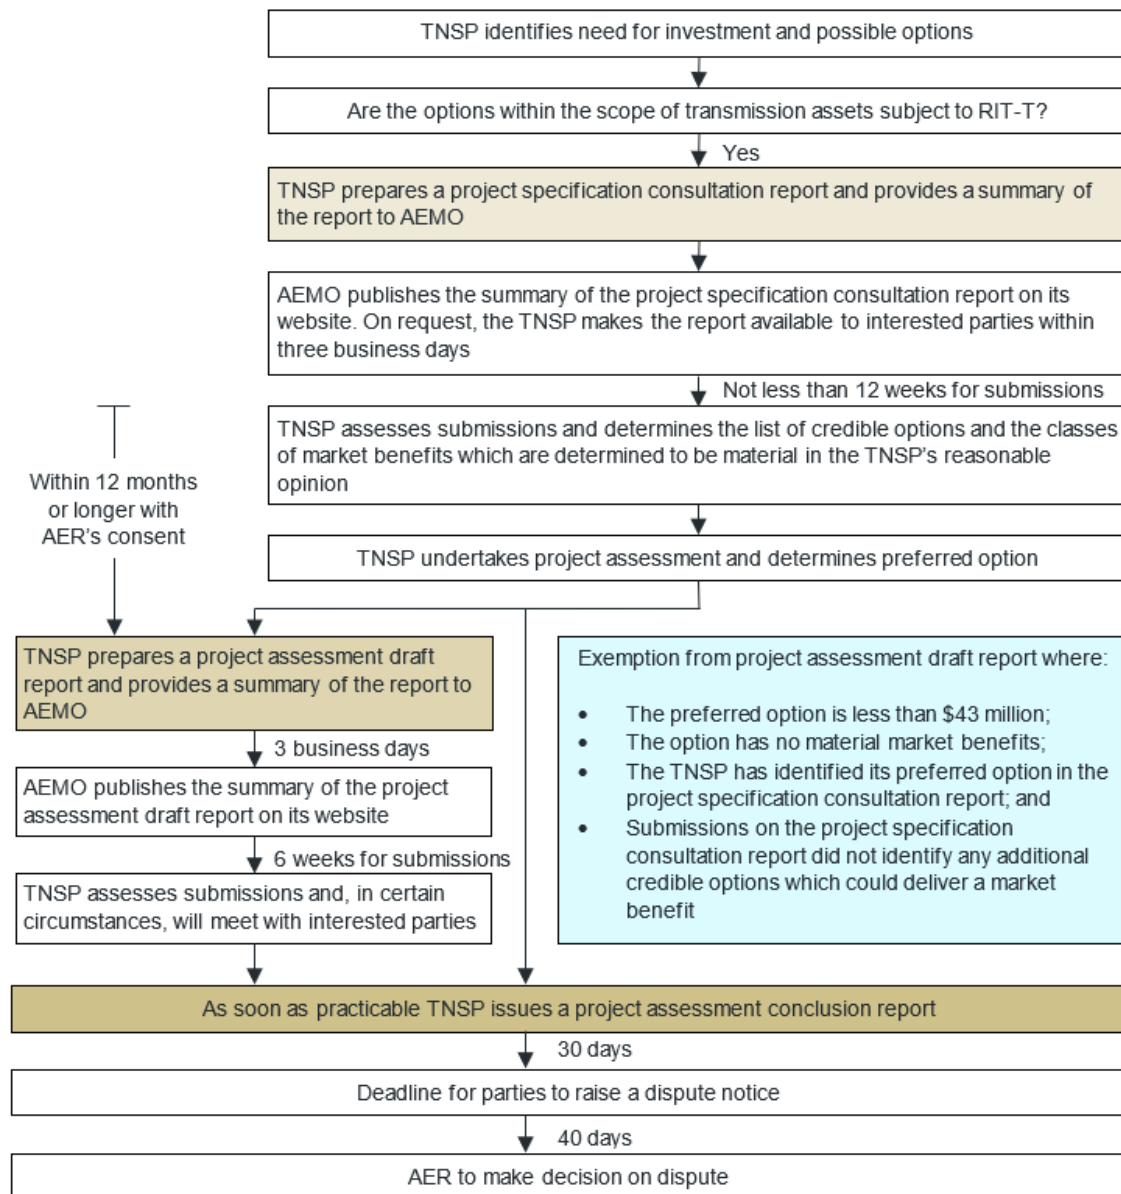 TNSP identifies need for investment and possible options
Are the options within the scope of transmission assets subject to RIT-T?
Yes
TNSP prepares a project specification consultation report and provides a summary of
the report to AEMO
AEMO publishes the summary of the project specification consultation report on its
website. On request, the TNSP makes the report available to interested parties within
three business days
Not less than 12 weeks for submissions
TNSP assesses submissions and determines the list of credible options and the classes
of market benefits which are determined to be material in the TNSP's reasonable
opinion
TNSP undertakes project assessment and determines preferred option
Within 12 months
or longer with
AER's consent
TNSP prepares a project assessment draft
report and provides a summary of the report to
AEMO
3 business days
AEMO publishes the summary of the project
assessment draft report on its website
6 weeks for submissions
TNSP assesses submissions and, in certain
circumstances, will meet with interested parties
Exemption from project assessment draft report where:
• The preferred option is less than $43 million;
• The option has no material market benefits;
• The TNSP has identified its preferred option in the
project specification consultation report; and
• Submissions on the project specification
consultation report did not identify any additional
credible options which could deliver a market
benefit
As soon as practicable TNSP issues a project assessment conclusion report
30 days
Deadline for parties to raise a dispute notice
40 days
AER to make decision on dispute